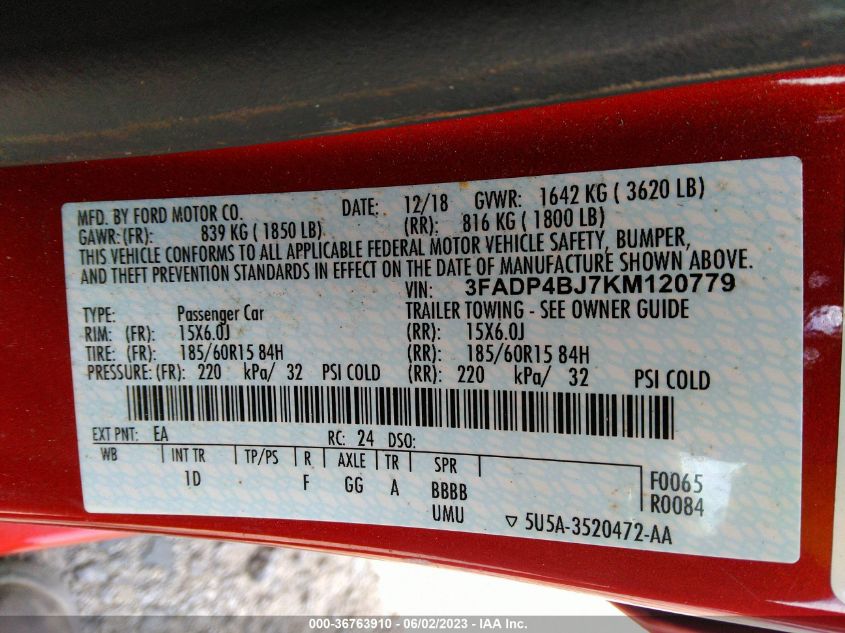 MFD. BY FORD MOTOR CO. DATE: 12/18 GVWR: 1642 KG ( 3620 LB)
GAWR:(FR): 839 KG ( 1850 LB) (RR): 816 KG ( 1800 LB)
THIS VEHICLE CONFORMS TO ALL APPLICABLE FEDERAL MOTOR VEHICLE SAFETY, BUMPER,
AND THEFT PREVENTION STANDARDS IN EFFECT ON THE DATE OF MANUFACTURE SHOWN ABOVE.
VIN: 3FADP4BJ7KM120779
TYPE: Passenger Car TRAILER TOWING - SEE OWNER GUIDE
RIM: (FR): 15X6.0J (RR): 15X6.0J
TIRE: (FR): 185/60R15 84H (RR): 185/60R15 84H
PRESSURE: (FR): 220 kPa/ 32 PSI COLD (RR): 220 kPa/ 32 PSI COLD
EXT PNT: EA RC: 24 DSO:
WB INT TR TP/PS R AXLE TR SPR F0065
1D F GG A BBBB R0084
UMU ▽ 5U5A-3520472-AA
000-36763910 - 06/02/2023 - IAA Inc.